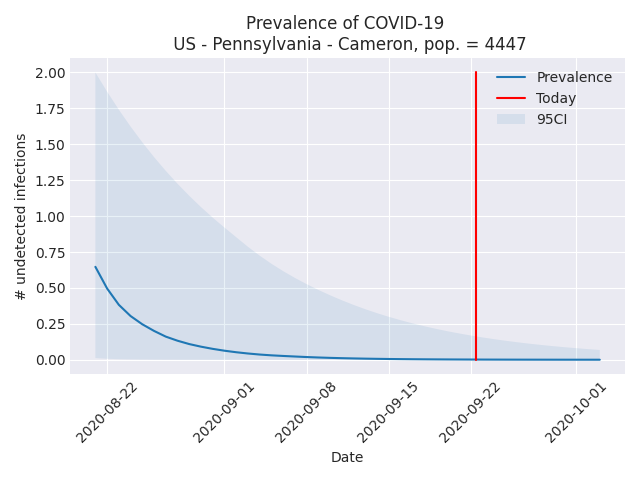 Prevalence of COVID-19
US - Pennsylvania - Cameron, pop. = 4447
# undetected infections
2.00
1.75
1.50
1.25
1.00
0.75
0.50
0.25
0.00
Prevalence
Today
95CI
2020-08-22
2020-09-01
2020-09-08
2020-09-15
2020-09-22
2020-10-01
Date